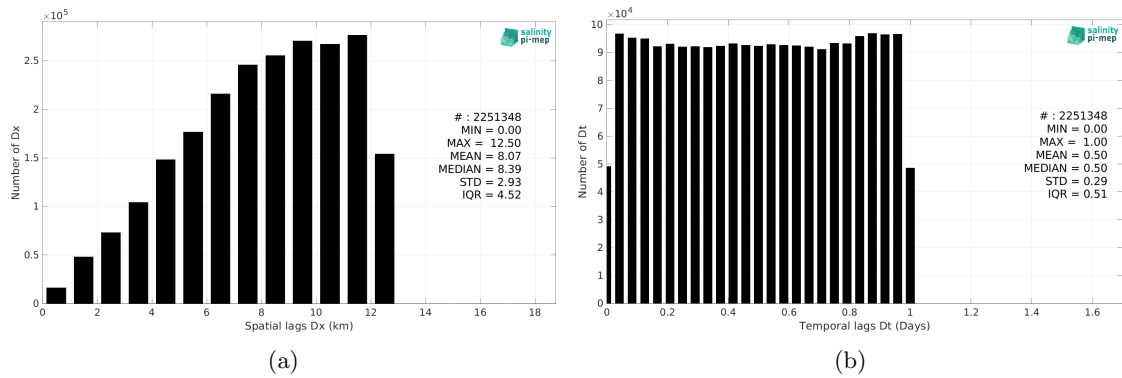 ×10⁵
2.5
2
1.5
1
0.5
0
Number of Dx
0 2 4 6 8 10 12 14 16 18
Spatial lags Dx (km)
salinity
pi-mep
# : 2251348
MIN = 0.00
MAX = 12.50
MEAN = 8.07
MEDIAN = 8.39
STD = 2.93
IQR = 4.52
(a)
×10⁴
10
9
8
7
6
5
4
3
2
1
0
Number of Dt
0 0.2 0.4 0.6 0.8 1 1.2 1.4 1.6
Temporal lags Dt (Days)
salinity
pi-mep
# : 2251348
MIN = 0.00
MAX = 1.00
MEAN = 0.50
MEDIAN = 0.50
STD = 0.29
IQR = 0.51
(b)